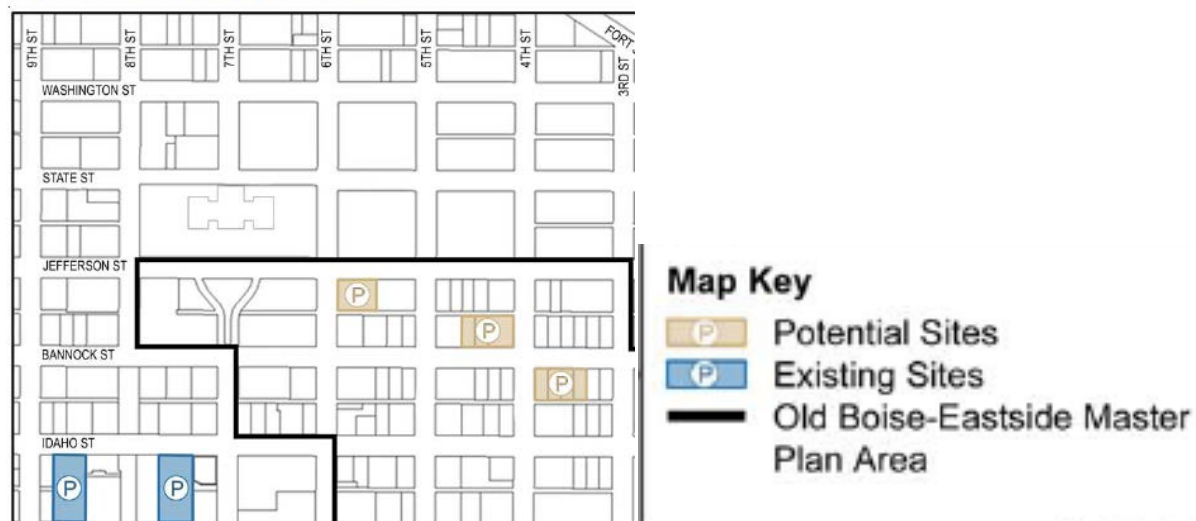 9TH ST
8TH ST
7TH ST
6TH ST
5TH ST
4TH ST
3RD ST
FORT
WASHINGTON ST
STATE ST
JEFFERSON ST
P
P
BANNOCK ST
P
IDAHO ST
P
P
Map Key
P Potential Sites
P Existing Sites
Old Boise-Eastside Master
Plan Area